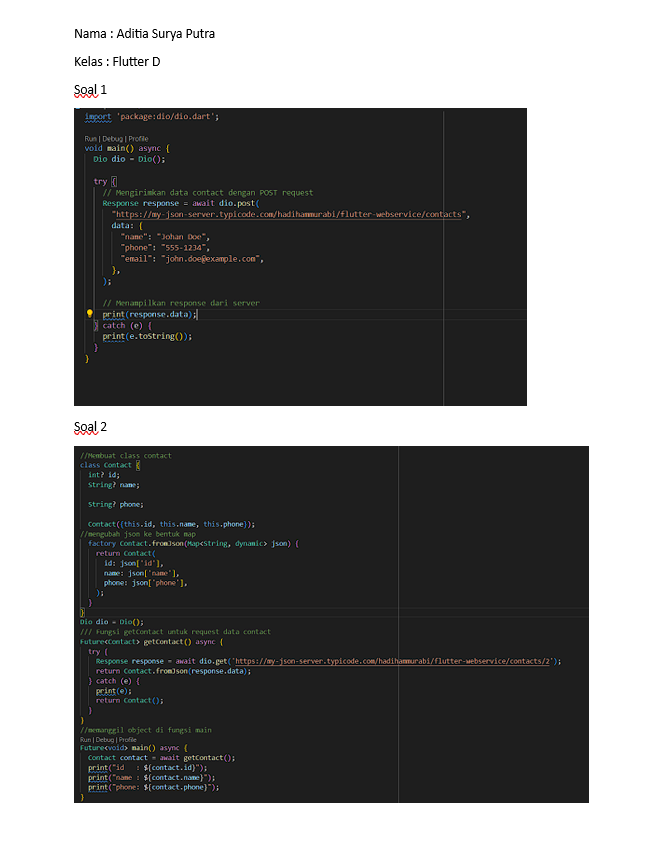 Nama : Aditia Surya Putra
Kelas : Flutter D
Soal 1
import 'package:dio/dio.dart';
Run | Debug | Profile
void main() async {
Dio dio = Dio();
try {
// Mengirimkan data contact dengan POST request
Response response = await dio.post(
"https://my-json-server.typicode.com/hadihammurabi/flutter-webservice/contacts",
data: {
"name": "Johan Doe",
"phone": "555-1234",
"email": "john.doe@example.com",
},
);
// Menampilkan response dari server
print(response.data);
} catch (e) {
print(e.toString());
}
}
Soal 2
//Membuat class contact
class Contact {
int? id;
String? name;
String? phone;
Contact({this.id, this.name, this.phone});
//mengubah json ke bentuk map
factory Contact.fromJson(Map<String, dynamic> json) {
return Contact(
id: json['id'],
name: json['name'],
phone: json['phone'],
);
}
}
Dio dio = Dio();
/// Fungsi getContact untuk request data contact
Future<Contact> getContact() async {
try {
Response response = await dio.get('https://my-json-server.typicode.com/hadihammurabi/flutter-webservice/contacts/2');
return Contact.fromJson(response.data);
} catch (e) {
print(e);
return Contact();
}
}
//memanggil object di fungsi main
Run | Debug | Profile
Future<void> main() async {
Contact contact = await getContact();
print("id   : ${contact.id}");
print("name : ${contact.name}");
print("phone: ${contact.phone}");
}